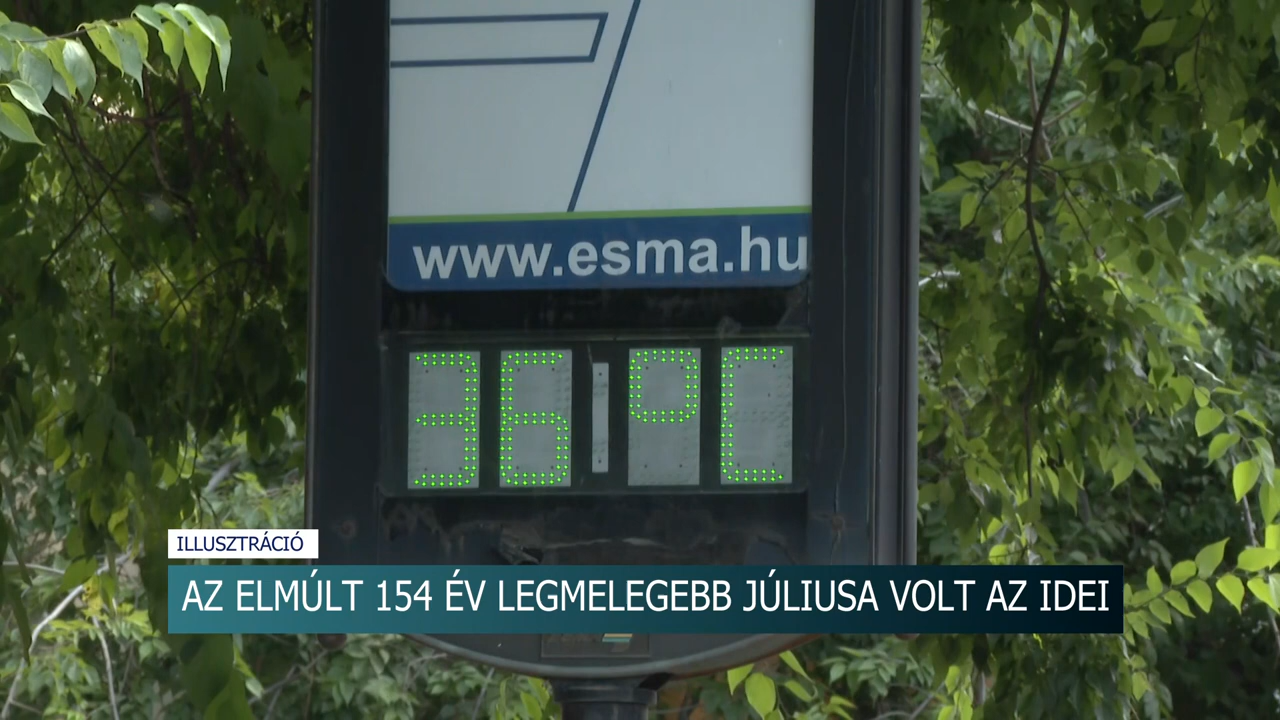 www.esma.hu
36 °C
ILLUSZTRÁCIÓ
AZ ELMÚLT 154 ÉV LEGMELEGEBB JÚLIUSA VOLT AZ IDEI